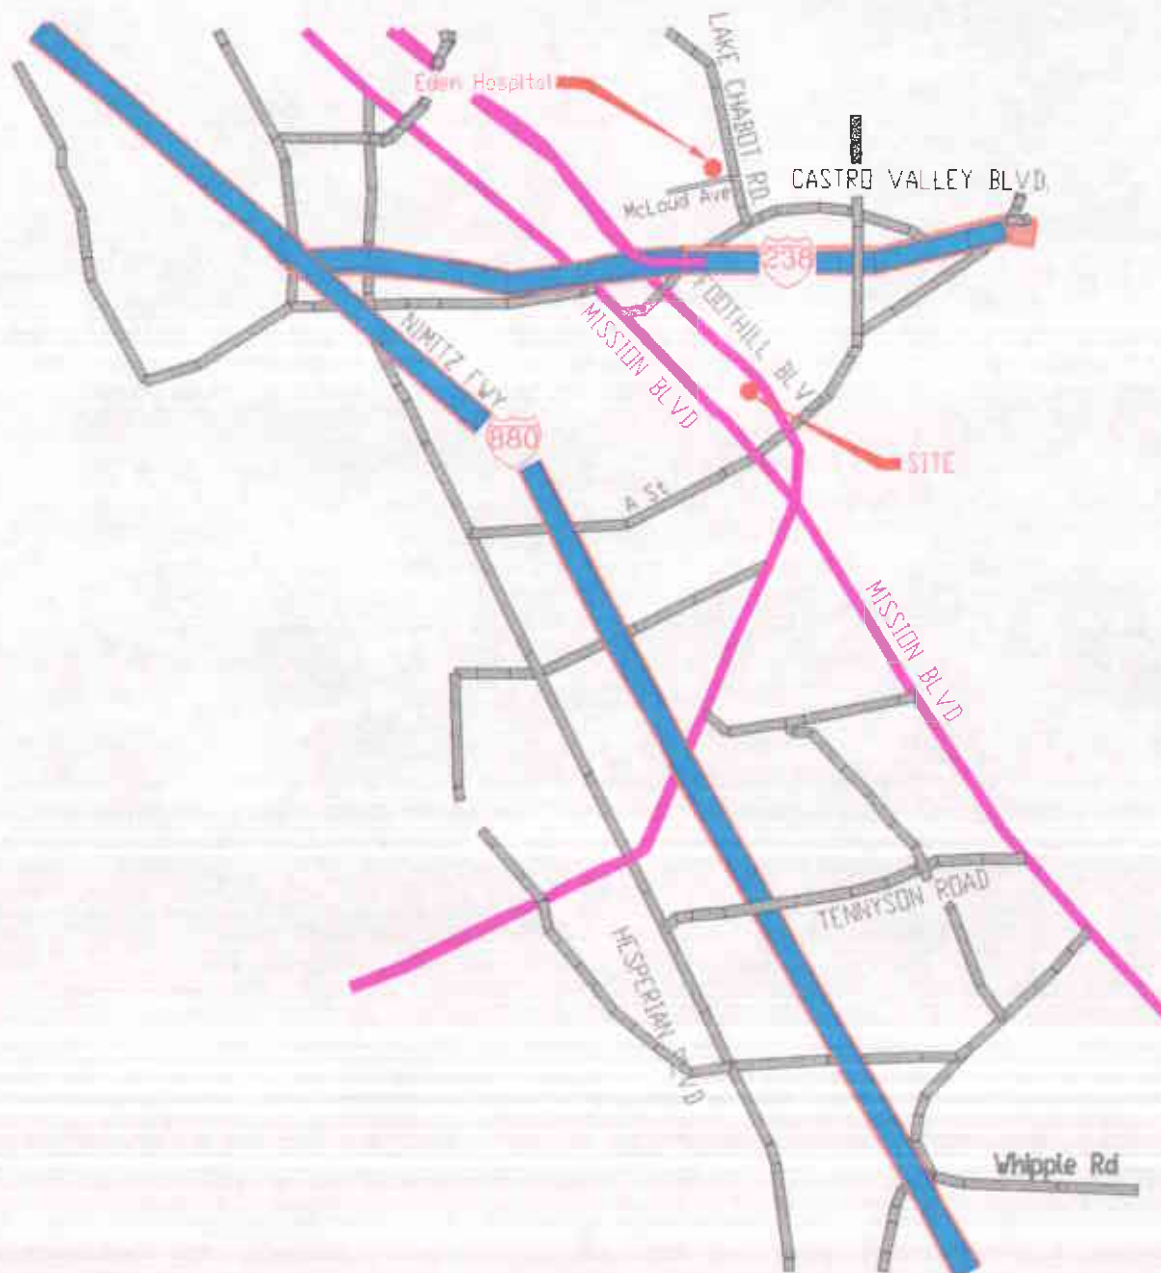 LAKE CHABOT RD.
Eden Hospital
CASTRO VALLEY BLVD.
McLoud Ave
238
FOOTHILL BLV
MISSION BLVD
NIMITZ FWY
880
SITE
A St
MISSION BLVD
TENNYSON ROAD
HESPERIAN BLVD
Whipple Rd